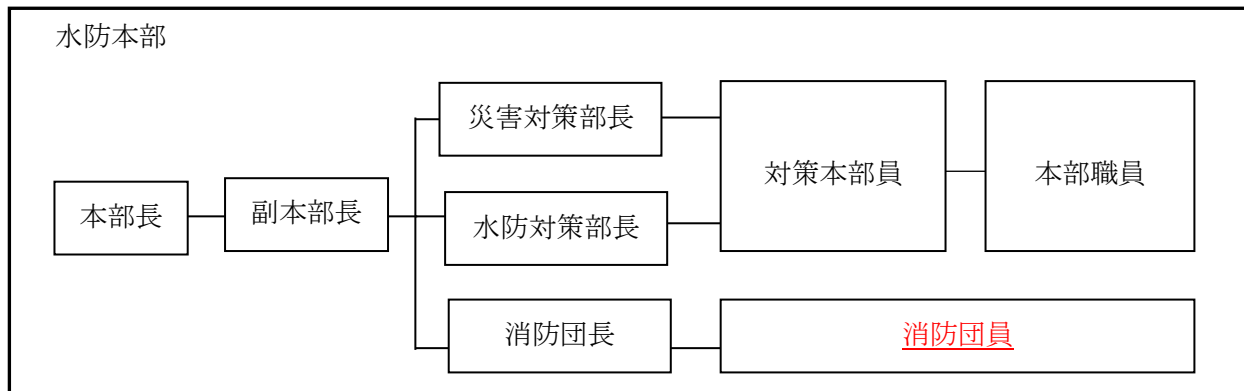 水防本部
災害対策部長
対策本部員
本部職員
本部長
副本部長
水防対策部長
消防団長
消防団員